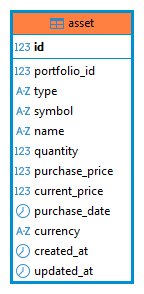 asset
123 id
123 portfolio_id
A-Z type
A-Z symbol
A-Z name
123 quantity
123 purchase_price
123 current_price
purchase_date
A-Z currency
created_at
updated_at